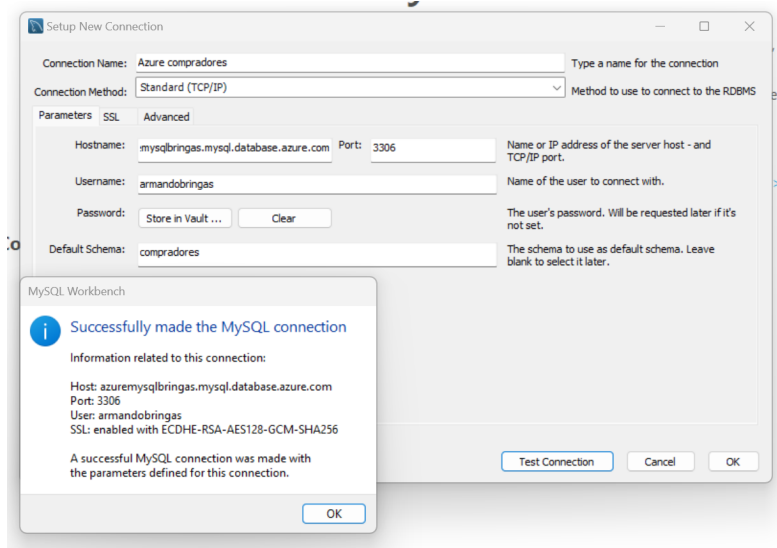 Setup New Connection
Connection Name: Azure compradores Type a name for the connection
Connection Method: Standard (TCP/IP) Method to use to connect to the RDBMS
Parameters SSL Advanced
Hostname: :mysqlbringas.mysql.database.azure.com Port: 3306 Name or IP address of the server host - and
TCP/IP port.
Username: armandobringas Name of the user to connect with.
Password: Store in Vault ... Clear The user's password. Will be requested later if it's
not set.
Default Schema: compradores The schema to use as default schema. Leave
blank to select it later.
MySQL Workbench
Successfully made the MySQL connection
Information related to this connection:
Host: azuremysqlbringas.mysql.database.azure.com
Port: 3306
User: armandobringas
SSL: enabled with ECDHE-RSA-AES128-GCM-SHA256
A successful MySQL connection was made with
the parameters defined for this connection.
OK
Test Connection Cancel OK